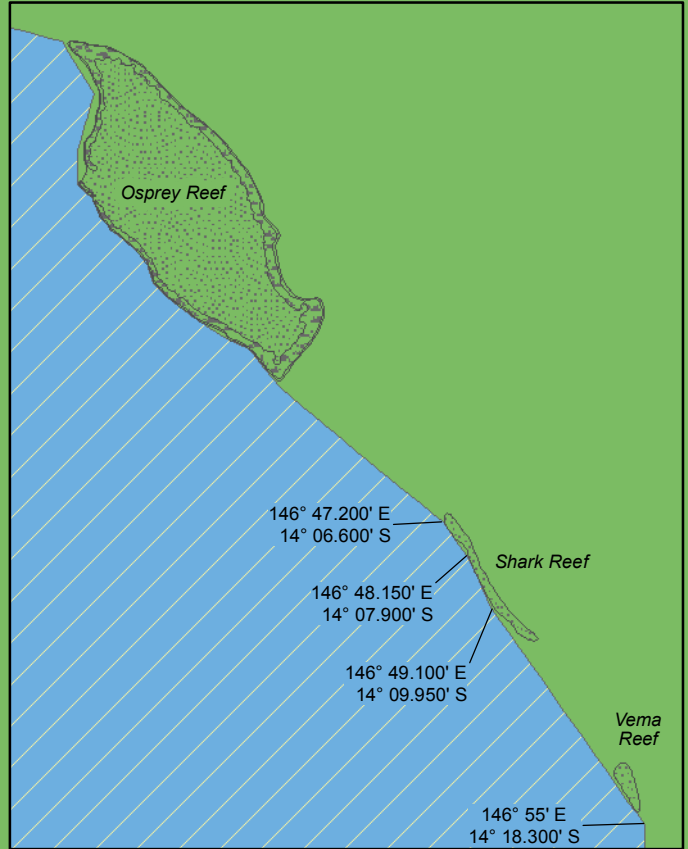 Osprey Reef
146° 47.200' E
14° 06.600' S
Shark Reef
146° 48.150' E
14° 07.900' S
146° 49.100' E
14° 09.950' S
Vema
Reef
146° 55' E
14° 18.300' S